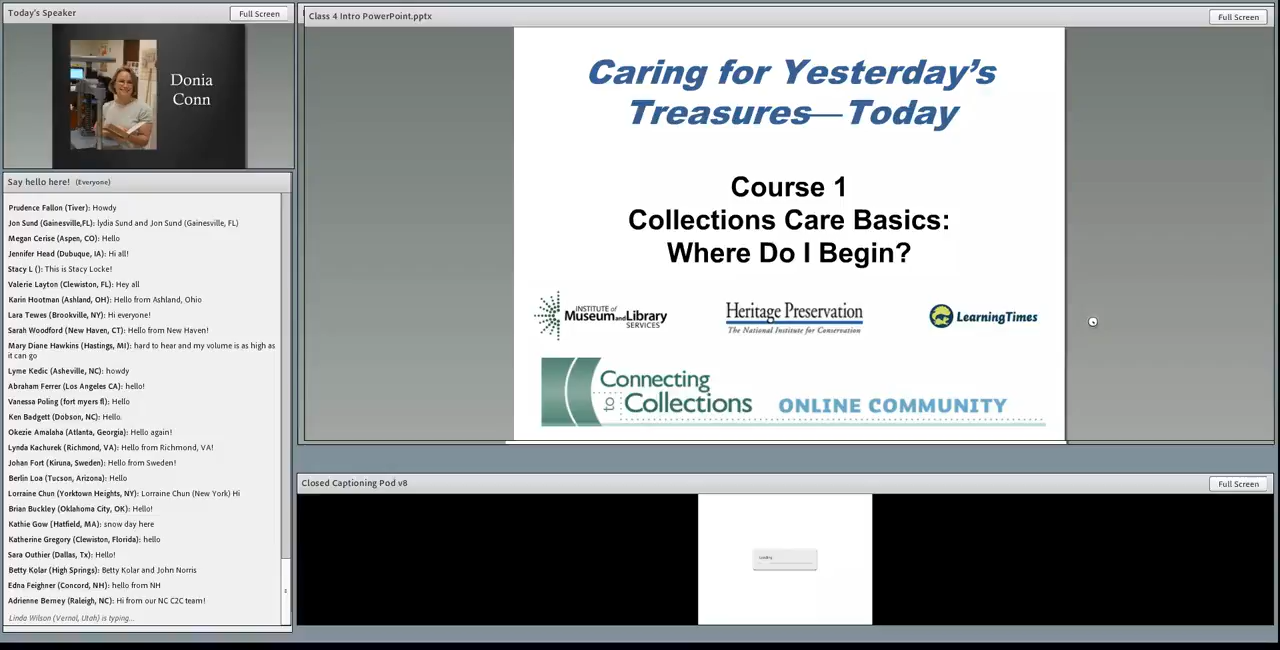 Today's Speaker
Full Screen
Donia
Conn
Say hello here! (Everyone)
Prudence Fallon (Tiver): Howdy
Jon Sund (Gainesville,FL): lydia Sund and Jon Sund (Gainesville, FL)
Megan Cerise (Aspen, CO): Hello
Jennifer Head (Dubuque, IA): Hi all!
Stacy L (): This is Stacy Locke!
Valerie Layton (Clewiston, FL): Hey all
Karin Hootman (Ashland, OH): Hello from Ashland, Ohio
Lara Tewes (Brookville, NY): Hi everyone!
Sarah Woodford (New Haven, CT): Hello from New Haven!
Mary Diane Hawkins (Hastings, MI): hard to hear and my volume is as high as
it can go
Lyme Kedic (Asheville, NC): howdy
Abraham Ferrer (Los Angeles CA): hello!
Vanessa Poling (fort myers fl): Hello
Ken Badgett (Dobson, NC): Hello.
Okezie Amalaha (Atlanta, Georgia): Hello again!
Lynda Kachurek (Richmond, VA): Hello from Richmond, VA!
Johan Fort (Kiruna, Sweden): Hello from Sweden!
Berlin Loa (Tucson, Arizona): Hello
Lorraine Chun (Yorktown Heights, NY): Lorraine Chun (New York) Hi
Brian Buckley (Oklahoma City, OK): Hello!
Kathie Gow (Hatfield, MA): snow day here
Katherine Gregory (Clewiston, Florida): hello
Sara Outhier (Dallas, Tx): Hello!
Betty Kolar (High Springs): Betty Kolar and John Norris
Edna Feighner (Concord, NH): hello from NH
Adrienne Berney (Raleigh, NC): Hi from our NC C2C team!
Linda Wilson (Vernal, Utah) is typing...
Class 4 Intro PowerPoint.pptx
Full Screen
Caring for Yesterday's
Treasures—Today
Course 1
Collections Care Basics:
Where Do I Begin?
INSTITUTE of
Museum and Library
SERVICES
Heritage Preservation
The National Institute for Conservation
LearningTimes
Connecting
to Collections
ONLINE COMMUNITY
Closed Captioning Pod v8
Full Screen
Loading